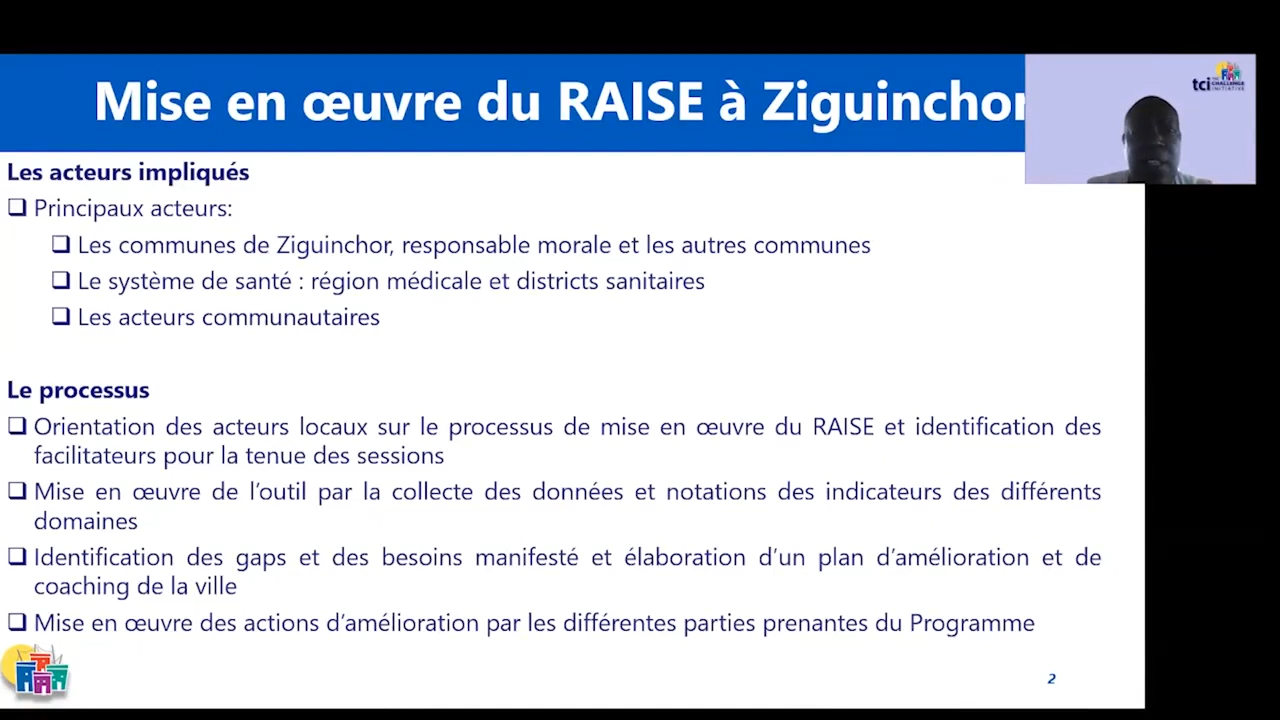 Mise en œuvre du RAISE à Ziguinchor
tci THE CHALLENGE INITIATIVE
Les acteurs impliqués
❑ Principaux acteurs:
❑ Les communes de Ziguinchor, responsable morale et les autres communes
❑ Le système de santé : région médicale et districts sanitaires
❑ Les acteurs communautaires
Le processus
❑ Orientation des acteurs locaux sur le processus de mise en œuvre du RAISE et identification des
facilitateurs pour la tenue des sessions
❑ Mise en œuvre de l’outil par la collecte des données et notations des indicateurs des différents
domaines
❑ Identification des gaps et des besoins manifesté et élaboration d’un plan d’amélioration et de
coaching de la ville
❑ Mise en œuvre des actions d’amélioration par les différentes parties prenantes du Programme
2